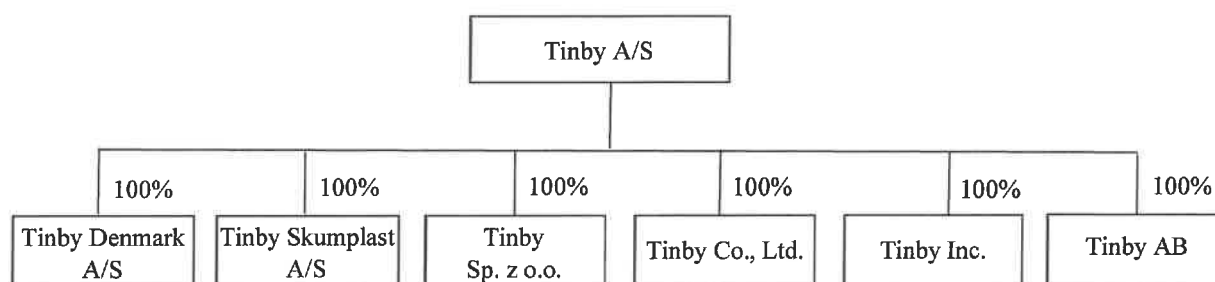 Tinby A/S
100%
100%
100%
100%
100%
100%
Tinby Denmark
A/S
Tinby Skumplast
A/S
Tinby
Sp. z o.o.
Tinby Co., Ltd.
Tinby Inc.
Tinby AB